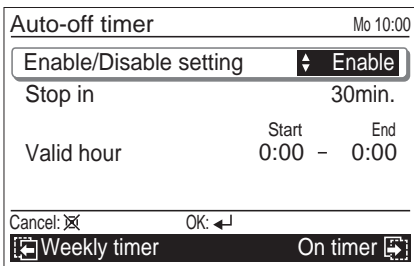 Auto-off timer Mo 10:00
Enable/Disable setting Enable
Stop in 30min.
Start End
Valid hour 0:00 – 0:00
Cancel: OK:
Weekly timer On timer